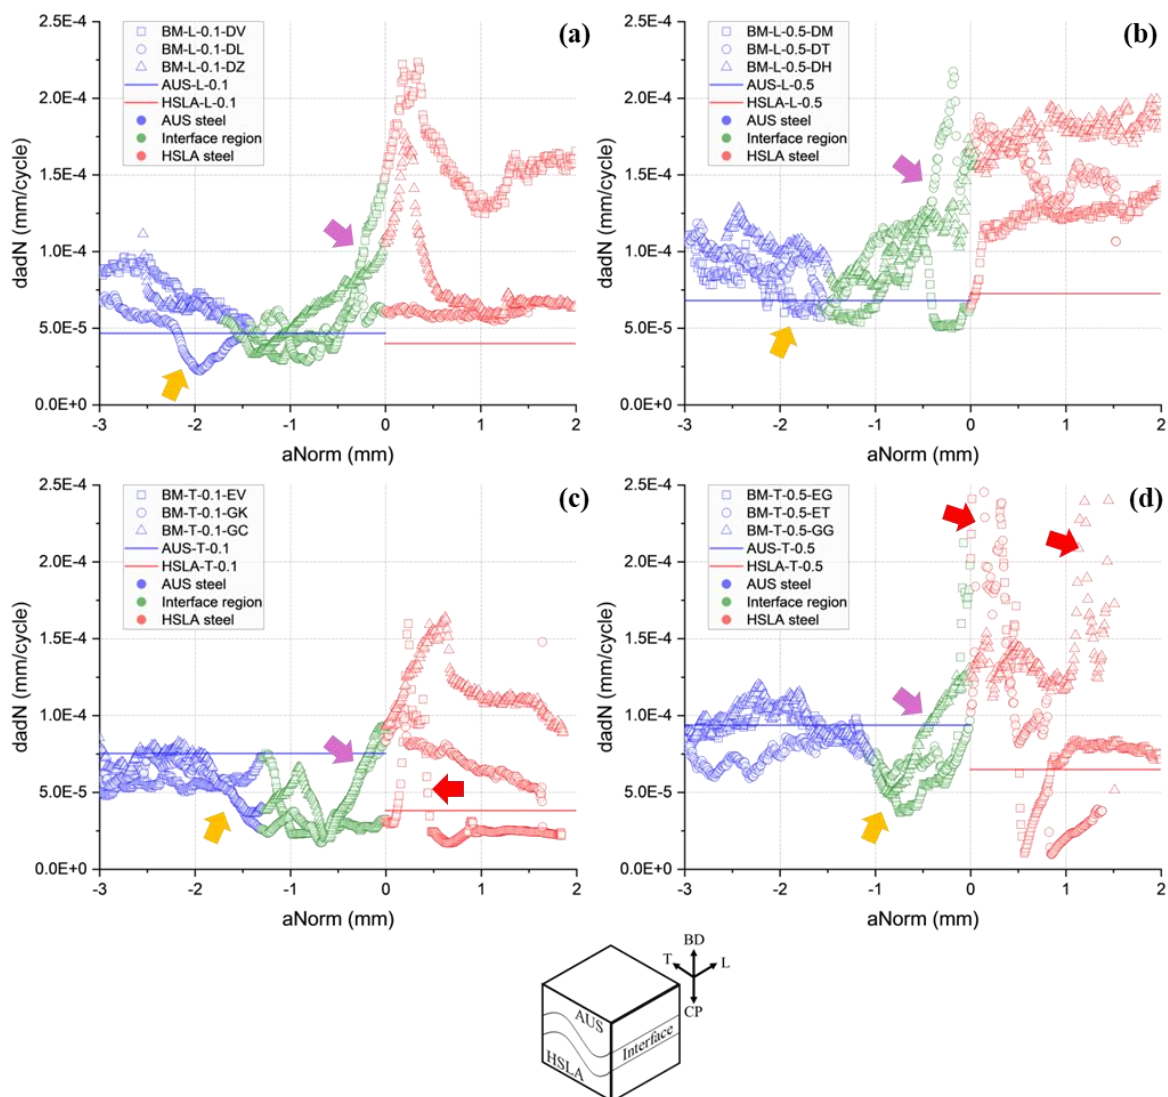 (a)
BM-L-0.1-DV
BM-L-0.1-DL
BM-L-0.1-DZ
AUS-L-0.1
HSLA-L-0.1
AUS steel
Interface region
HSLA steel
2.5E-4
2.0E-4
1.5E-4
1.0E-4
5.0E-5
0.0E+0
dadN (mm/cycle)
-3 -2 -1 0 1 2
aNorm (mm)
(b)
BM-L-0.5-DM
BM-L-0.5-DT
BM-L-0.5-DH
AUS-L-0.5
HSLA-L-0.5
AUS steel
Interface region
HSLA steel
2.5E-4
2.0E-4
1.5E-4
1.0E-4
5.0E-5
0.0E+0
dadN (mm/cycle)
-3 -2 -1 0 1 2
aNorm (mm)
(c)
BM-T-0.1-EV
BM-T-0.1-GK
BM-T-0.1-GC
AUS-T-0.1
HSLA-T-0.1
AUS steel
Interface region
HSLA steel
2.5E-4
2.0E-4
1.5E-4
1.0E-4
5.0E-5
0.0E+0
dadN (mm/cycle)
-3 -2 -1 0 1 2
aNorm (mm)
(d)
BM-T-0.5-EG
BM-T-0.5-ET
BM-T-0.5-GG
AUS-T-0.5
HSLA-T-0.5
AUS steel
Interface region
HSLA steel
2.5E-4
2.0E-4
1.5E-4
1.0E-4
5.0E-5
0.0E+0
dadN (mm/cycle)
-3 -2 -1 0 1 2
aNorm (mm)
BD
T L
CP
AUS
Interface
HSLA